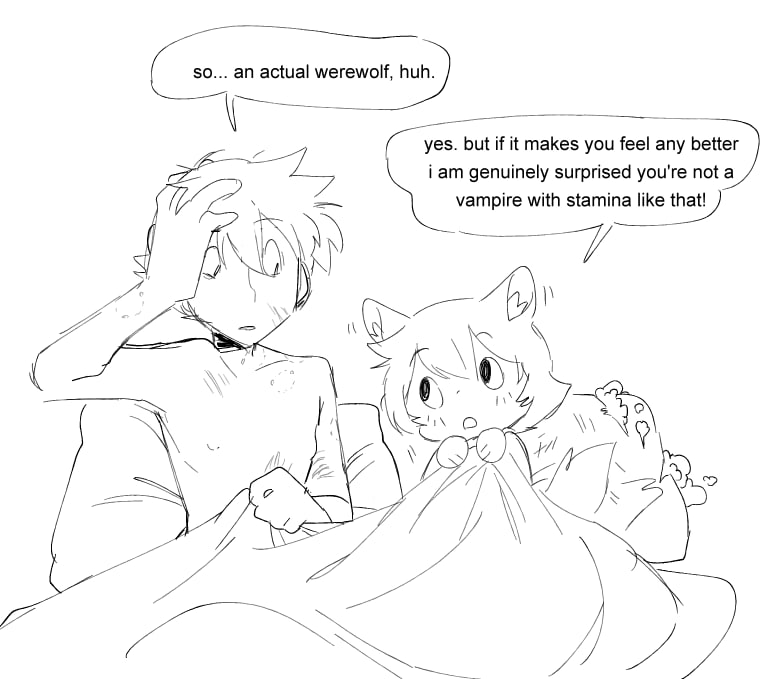 so... an actual werewolf, huh.
yes. but if it makes you feel any better
i am genuinely surprised you're not a
vampire with stamina like that!